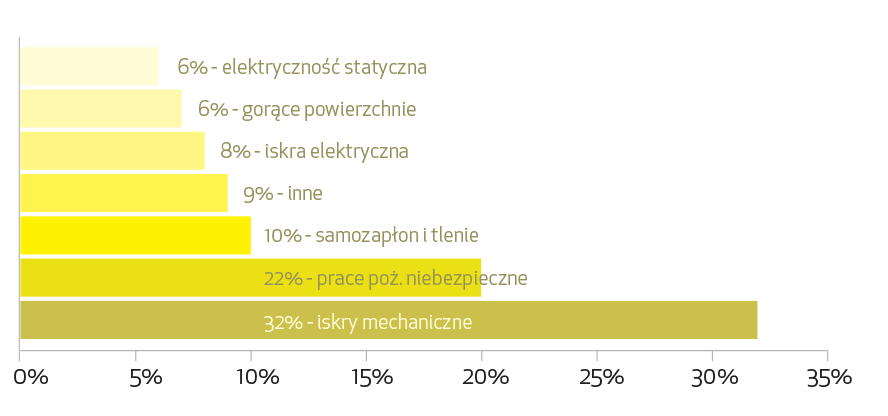 6% - elektryczność statyczna
6% - gorące powierzchnie
8% - iskra elektryczna
9% - inne
10% - samozapłon i tlenie
22% - prace poż. niebezpieczne
32% - iskry mechaniczne
0% 5% 10% 15% 20% 25% 30% 35%